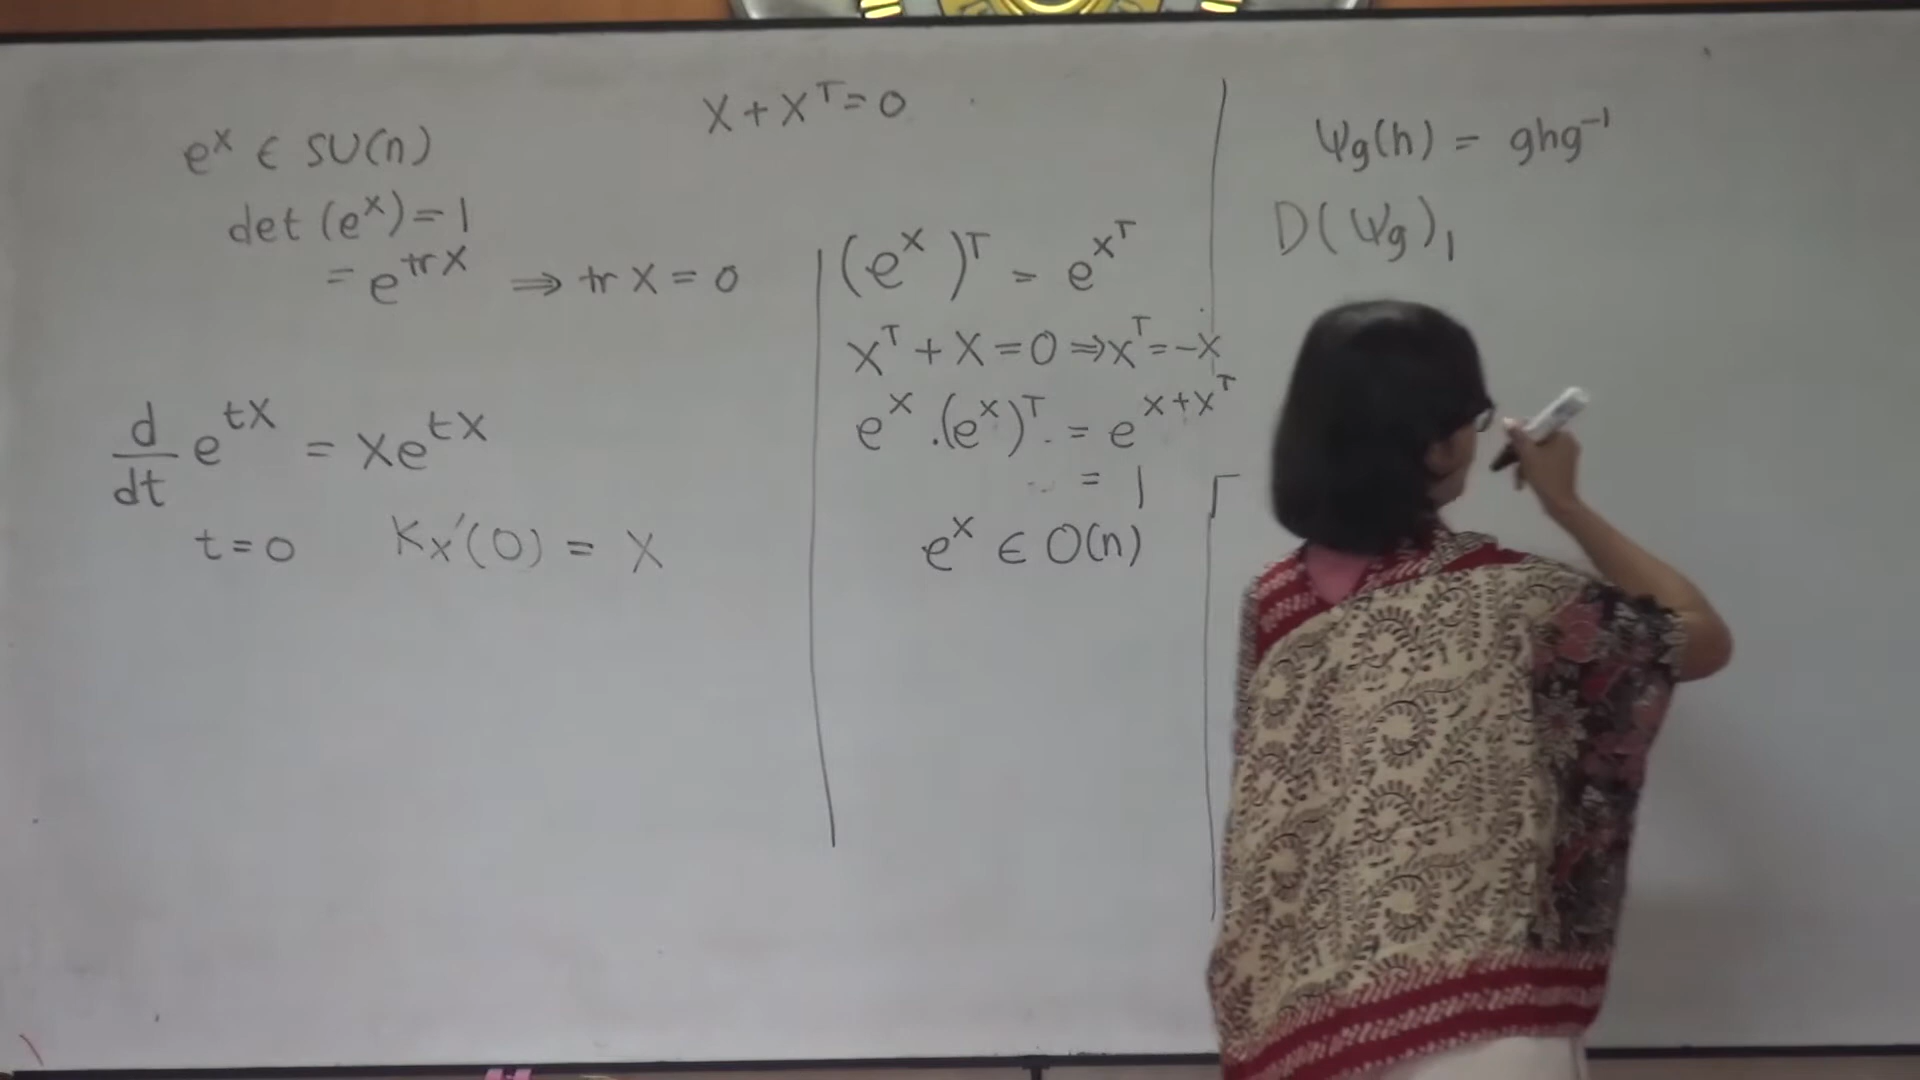 X + X^T = 0
e^X ∈ SU(n)
det (e^X) = 1
= e^{tr X} ⇒ tr X = 0
d/dt e^{tX} = Xe^{tX}
t = 0 K_X'(0) = X
(e^X)^T = e^{X^T}
X^T + X = 0 ⇒ X^T = -X
e^X . (e^X)^T = e^{X + X^T}
= 1
e^X ∈ O(n)
Ψ_g(h) = ghg^{-1}
D(Ψ_g)_1